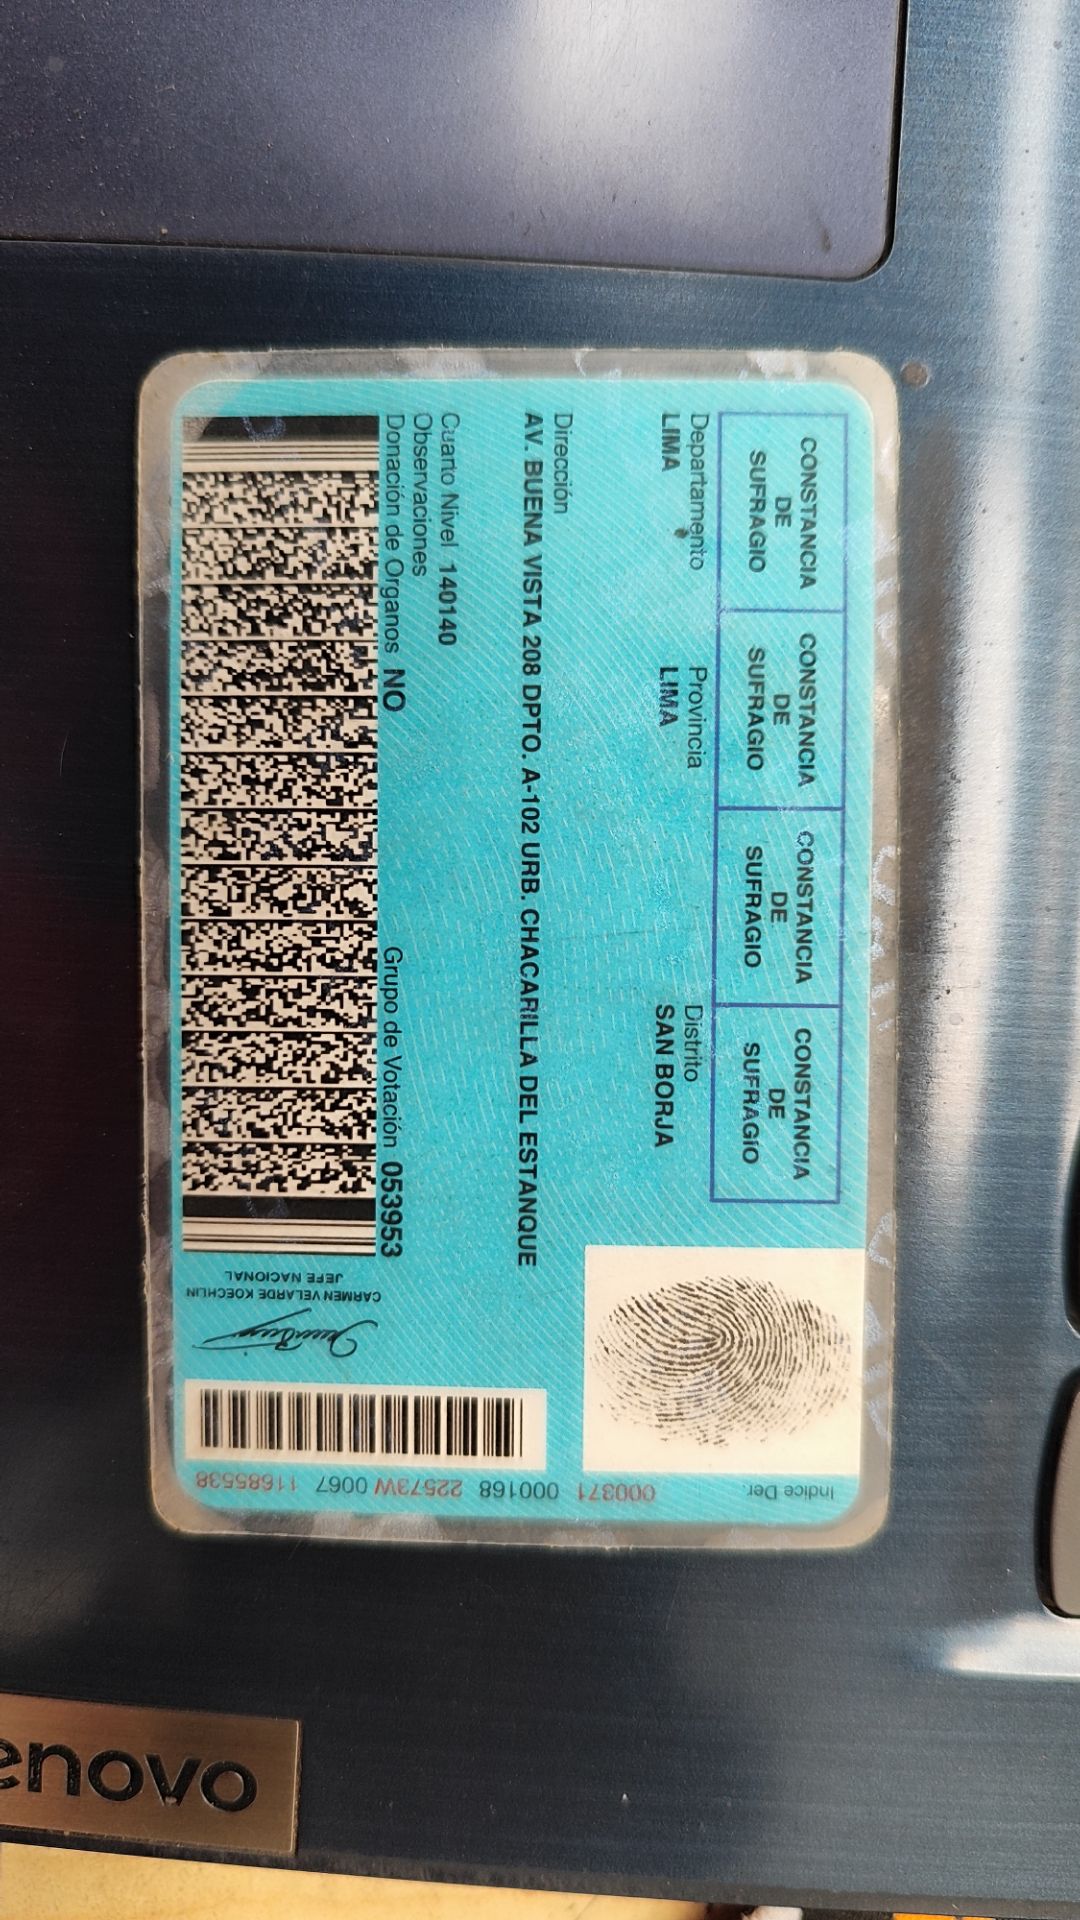 CONSTANCIA DE SUFRAGIO
CONSTANCIA DE SUFRAGIO
CONSTANCIA DE SUFRAGIO
CONSTANCIA DE SUFRAGIO
Departamento Provincia Distrito
LIMA LIMA SAN BORJA
Dirección
AV. BUENA VISTA 208 DPTO. A-102 URB. CHACARILLA DEL ESTANQUE
Cuarto Nivel 140140
Observaciones
Donación de Organos NO Grupo de Votación 053953
Indice Der.
CARMEN VELARDE KOECHLIN
JEFE NACIONAL
11685538 22573W 0067 000168 000371
enovo